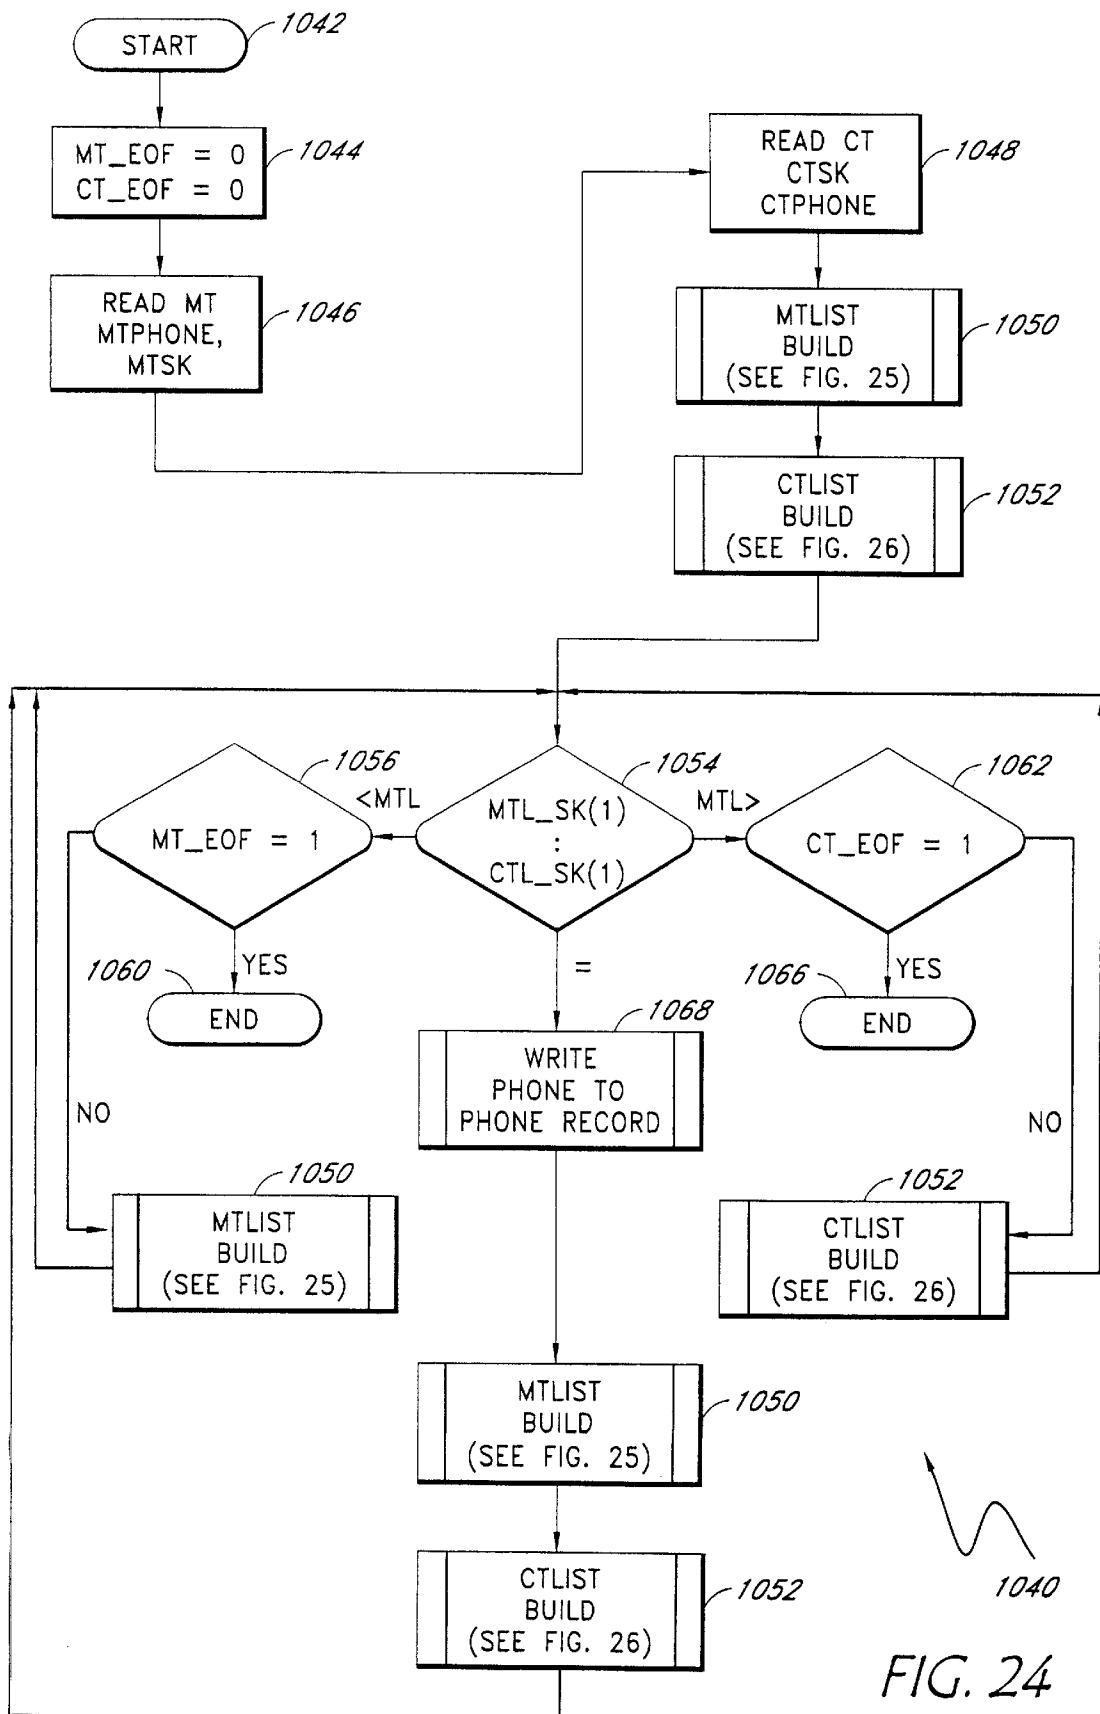 START
1042
MT_EOF = 0
CT_EOF = 0
1044
READ MT
MTPHONE,
MTSK
1046
READ CT
CTSK
CTPHONE
1048
MTLIST
BUILD
(SEE FIG. 25)
1050
CTLIST
BUILD
(SEE FIG. 26)
1052
MT_EOF = 1
1056
<MTL
MTL_SK(1)
:
CTL_SK(1)
1054
MTL>
CT_EOF = 1
1062
YES
1060
END
=
YES
1066
END
NO
WRITE
PHONE TO
PHONE RECORD
1068
NO
MTLIST
BUILD
(SEE FIG. 25)
1050
CTLIST
BUILD
(SEE FIG. 26)
1052
MTLIST
BUILD
(SEE FIG. 25)
1050
CTLIST
BUILD
(SEE FIG. 26)
1052
1040
FIG. 24